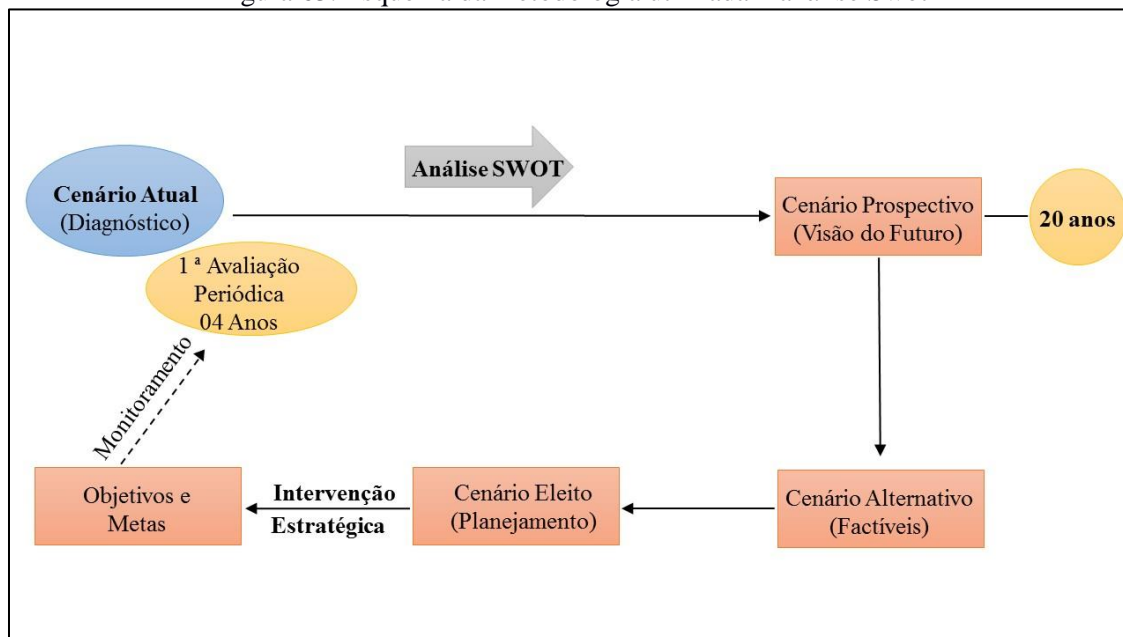 Análise SWOT
Cenário Atual
(Diagnóstico)
Cenário Prospectivo
(Visão do Futuro)
20 anos
1 ª Avaliação
Periódica
04 Anos
Monitoramento
Objetivos e
Metas
Intervenção
Estratégica
Cenário Eleito
(Planejamento)
Cenário Alternativo
(Factíveis)